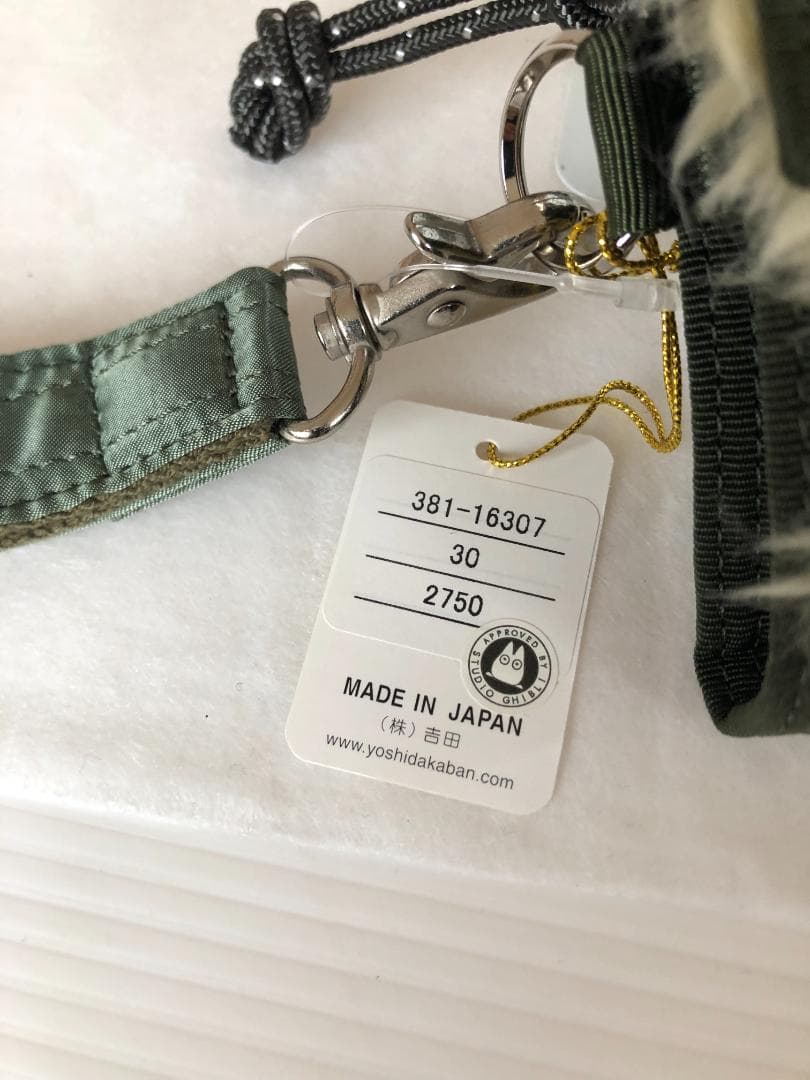 381-16307
30
2750
APPROVED BY
STUDIO GHIBLI
MADE IN JAPAN
(株)吉田
www.yoshidakaban.com